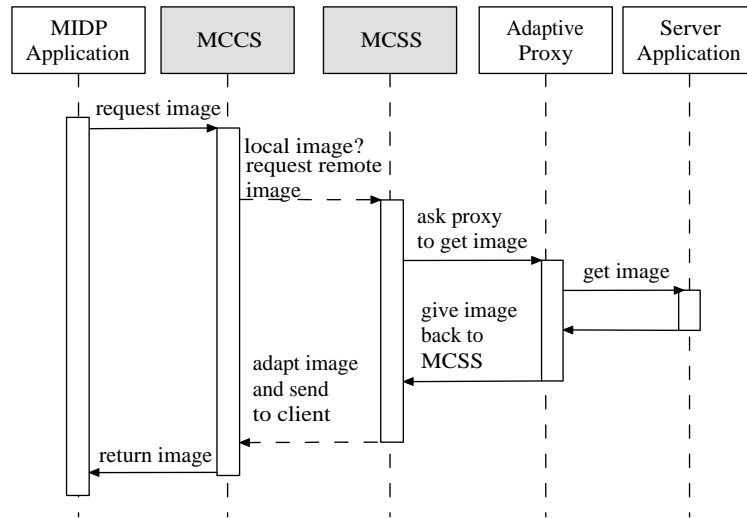 MIDP
Application
MCCS
MCSS
Adaptive
Proxy
Server
Application
request image
local image?
request remote
image
ask proxy
to get image
get image
give image
back to
MCSS
adapt image
and send
to client
return image